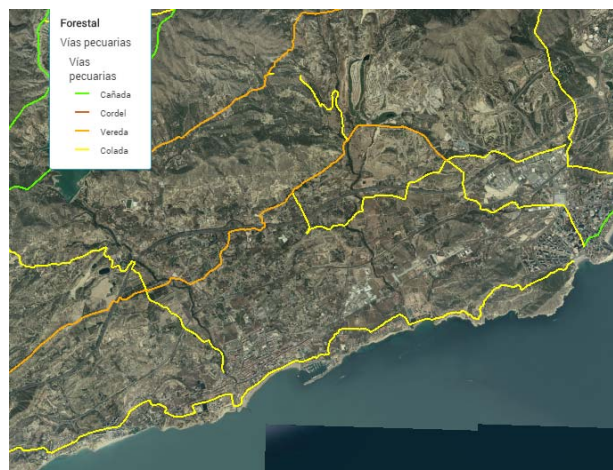 Forestal
Vías pecuarias
Vías
pecuarias
Cañada
Cordel
Vereda
Colada